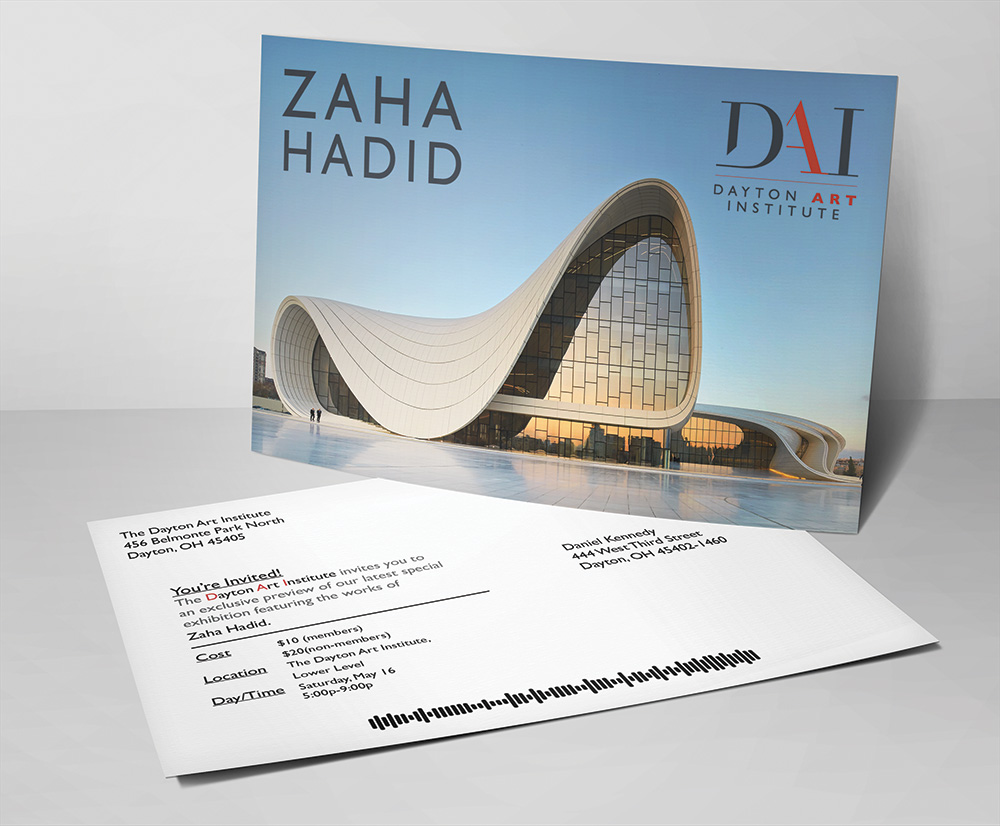 ZAHA
HADID
DAI
DAYTON ART
INSTITUTE
The Dayton Art Institute
456 Belmonte Park North
Dayton, OH 45405
Daniel Kennedy
444 West Third Street
Dayton, OH 45402-1460
You're Invited!
The Dayton Art Institute invites you to
an exclusive preview of our latest special
exhibition featuring the works of
Zaha Hadid.
Cost $10 (members)
$20(non-members)
Location The Dayton Art Institute,
Lower Level
Day/Time Saturday, May 16
5:00p-9:00p